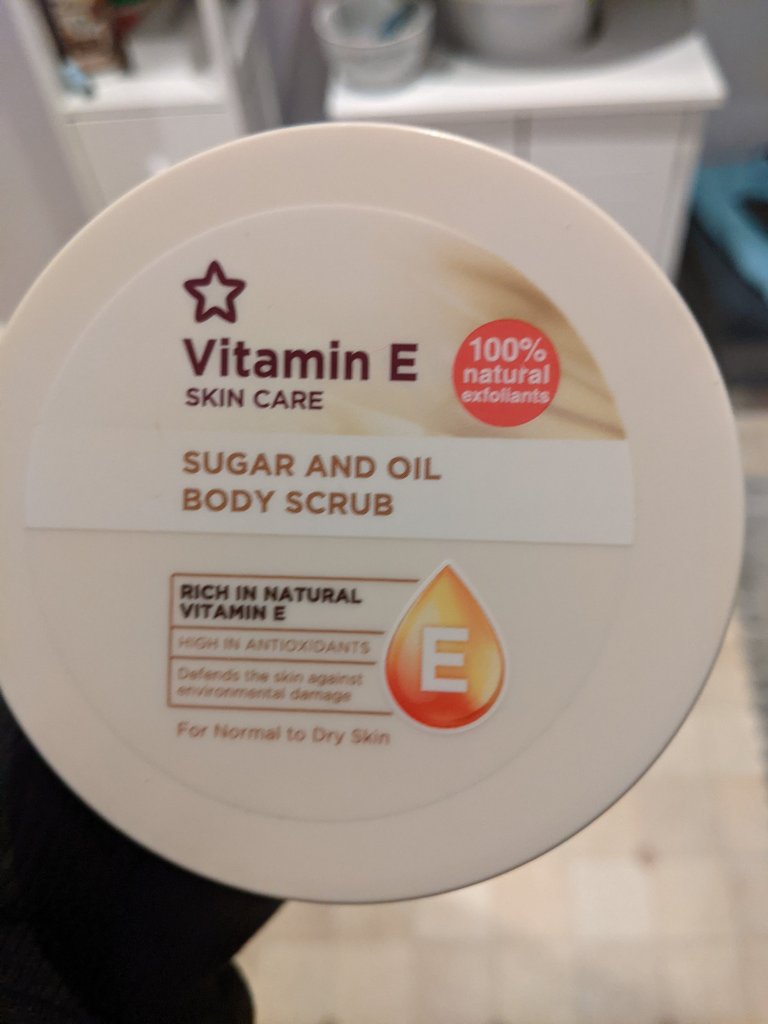 Vitamin E
SKIN CARE
100%
natural
exfoliants
SUGAR AND OIL
BODY SCRUB
RICH IN NATURAL
VITAMIN E
HIGH IN ANTIOXIDANTS
Defends the skin against
environmental damage
E
For Normal to Dry Skin